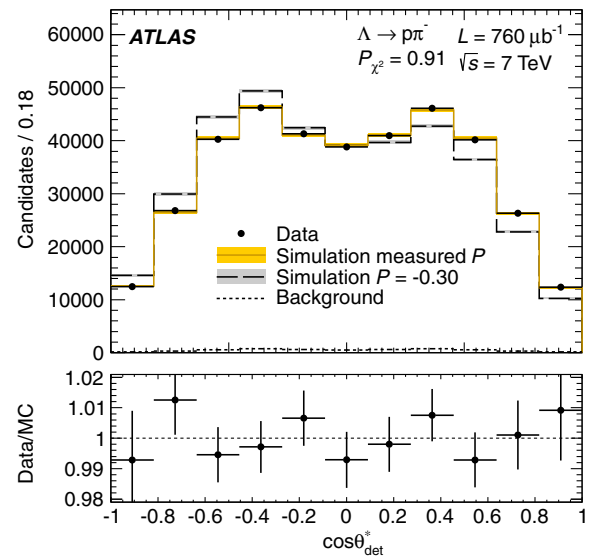 ATLAS
Λ → pπ⁻ L = 760 μb⁻¹
P_χ² = 0.91 √s = 7 TeV
Candidates / 0.18
60000
50000
40000
30000
20000
10000
0
Data
Simulation measured P
Simulation P = -0.30
Background
Data/MC
1.02
1.01
1
0.99
0.98
-1 -0.8 -0.6 -0.4 -0.2 0 0.2 0.4 0.6 0.8 1
cosθ*_det